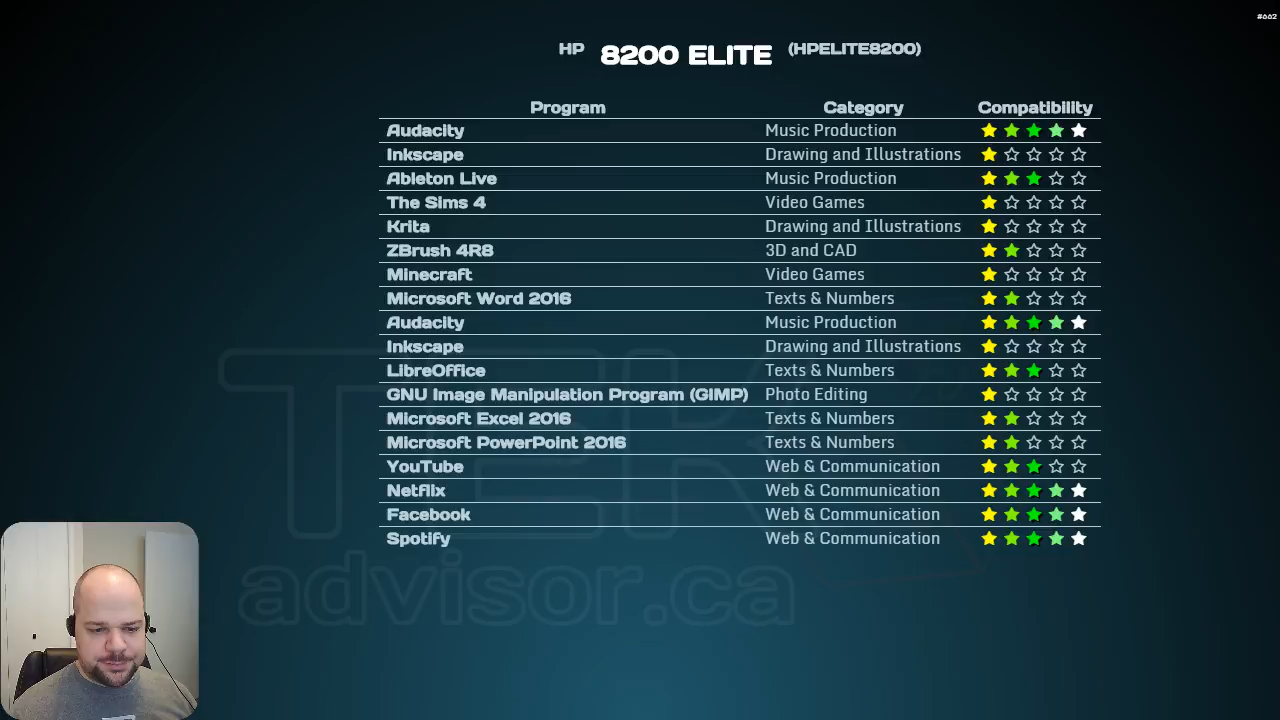 #662
HP 8200 ELITE (HPELITE8200)
Program Category Compatibility
Audacity Music Production
Inkscape Drawing and Illustrations
Ableton Live Music Production
The Sims 4 Video Games
Krita Drawing and Illustrations
ZBrush 4R8 3D and CAD
Minecraft Video Games
Microsoft Word 2016 Texts & Numbers
Audacity Music Production
Inkscape Drawing and Illustrations
LibreOffice Texts & Numbers
GNU Image Manipulation Program (GIMP) Photo Editing
Microsoft Excel 2016 Texts & Numbers
Microsoft PowerPoint 2016 Texts & Numbers
YouTube Web & Communication
Netflix Web & Communication
Facebook Web & Communication
Spotify Web & Communication
TEK
advisor.ca